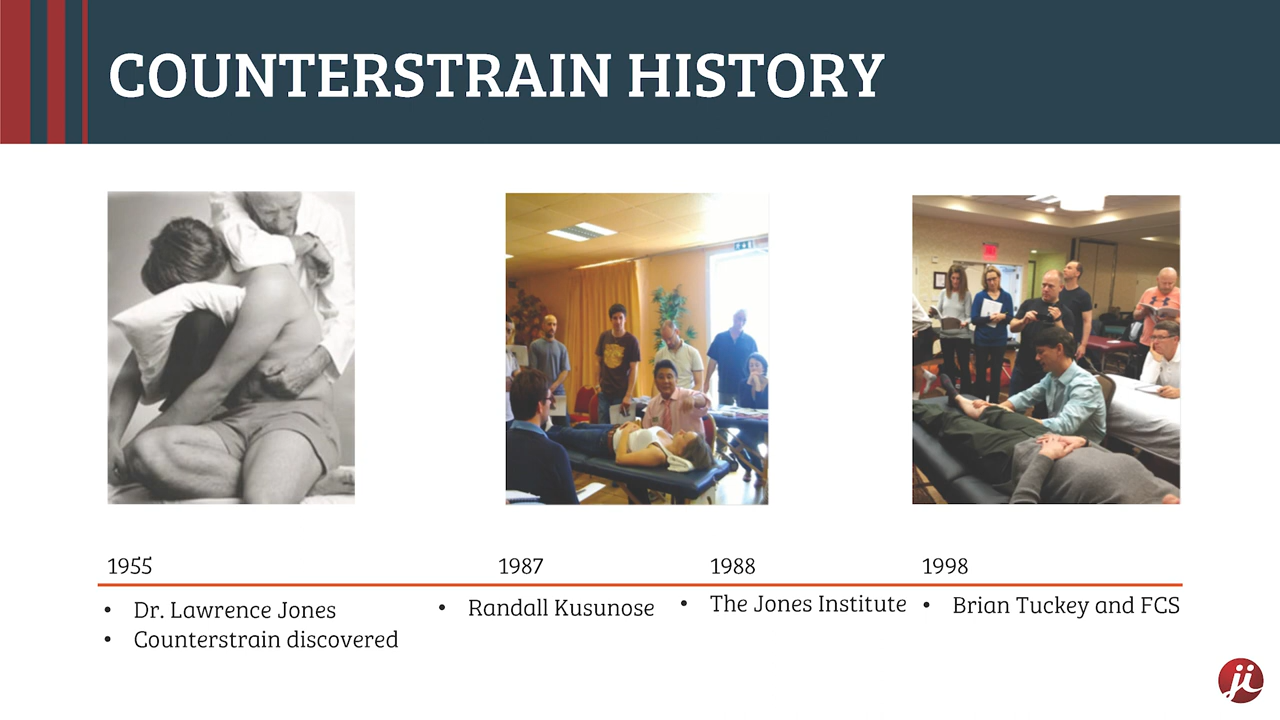 COUNTERSTRAIN HISTORY
1955
1987
1988
1998
• Dr. Lawrence Jones
• Counterstrain discovered
• Randall Kusunose
• The Jones Institute
• Brian Tuckey and FCS
ji